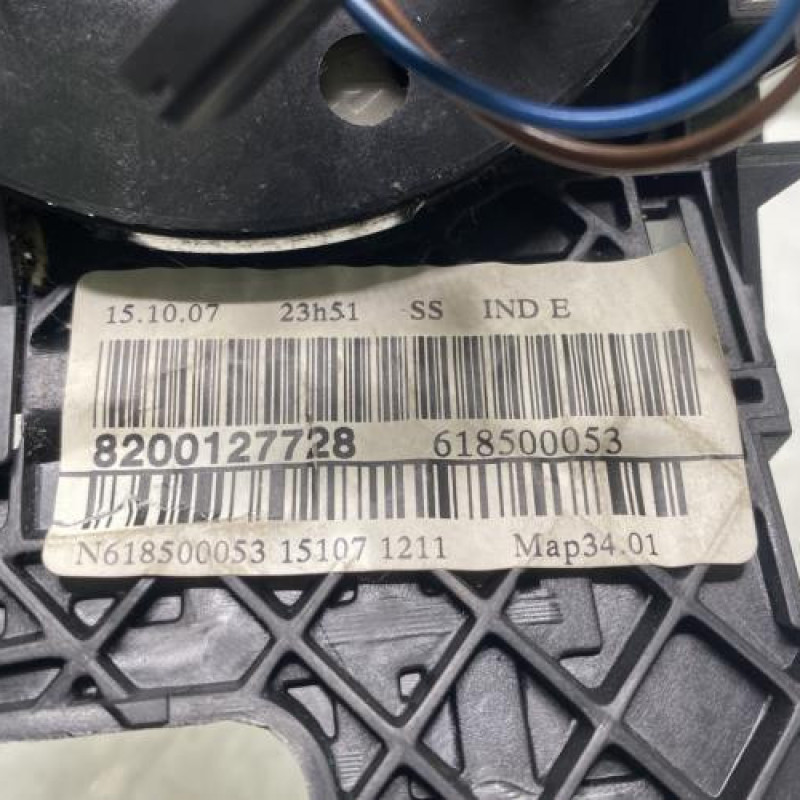 15.10.07 23h51 SS IND E
8200127728 618500053
N618500053 15107 1211 Map34.01